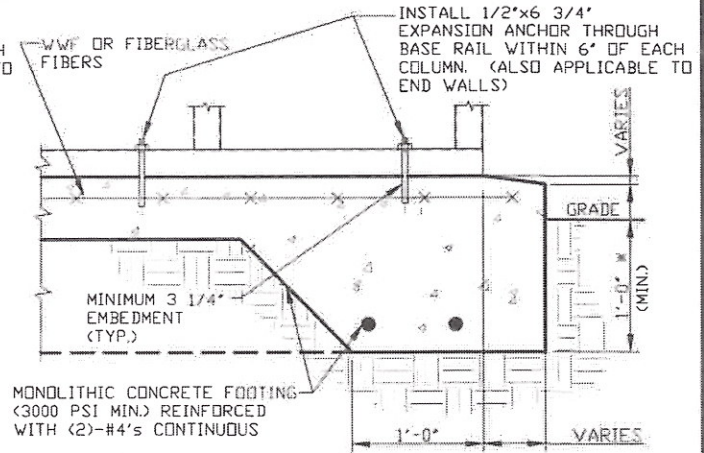 INSTALL 1/2"x6 3/4"
EXPANSION ANCHOR THROUGH
BASE RAIL WITHIN 6" OF EACH
COLUMN. (ALSO APPLICABLE TO
END WALLS)
H
TO
WWF OR FIBERGLASS
FIBERS
VARIES
GRADE
1'-0" *
(MIN.)
MINIMUM 3 1/4"
EMBEDMENT
(TYP.)
MONOLITHIC CONCRETE FOOTING
(3000 PSI MIN.) REINFORCED
WITH (2)-#4's CONTINUOUS
1'-0"
VARIES